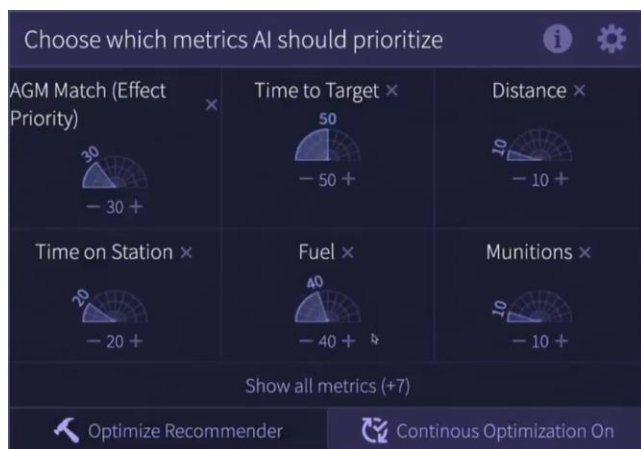 Choose which metrics AI should prioritize
AGM Match (Effect
Priority) ×
30
− 30 +
Time to Target ×
50
− 50 +
Distance ×
10
− 10 +
Time on Station ×
20
− 20 +
Fuel ×
40
− 40 +
Munitions ×
10
− 10 +
Show all metrics (+7)
Optimize Recommender
Continous Optimization On